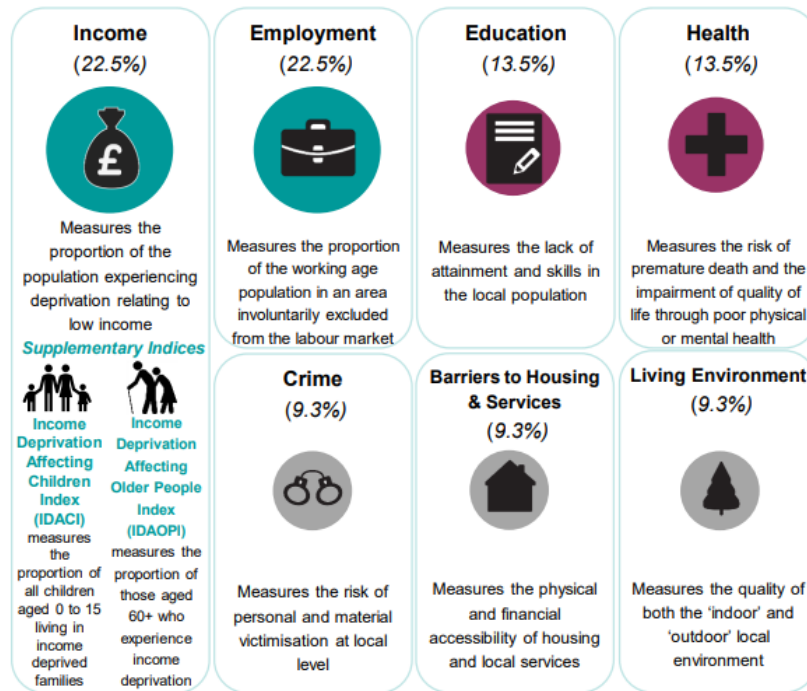 Income
(22.5%)
£
Measures the
proportion of the
population experiencing
deprivation relating to
low income
Supplementary Indices
Income
Deprivation
Affecting
Children
Index
(IDACI)
measures
the
proportion of
all children
aged 0 to 15
living in
income
deprived
families
Income
Deprivation
Affecting
Older People
Index
(IDAOPI)
measures the
proportion of
those aged
60+ who
experience
income
deprivation
Employment
(22.5%)
Measures the proportion
of the working age
population in an area
involuntarily excluded
from the labour market
Education
(13.5%)
Measures the lack of
attainment and skills in
the local population
Health
(13.5%)
Measures the risk of
premature death and the
impairment of quality of
life through poor physical
or mental health
Crime
(9.3%)
Measures the risk of
personal and material
victimisation at local
level
Barriers to Housing
& Services
(9.3%)
Measures the physical
and financial
accessibility of housing
and local services
Living Environment
(9.3%)
Measures the quality of
both the ‘indoor’ and
‘outdoor’ local
environment